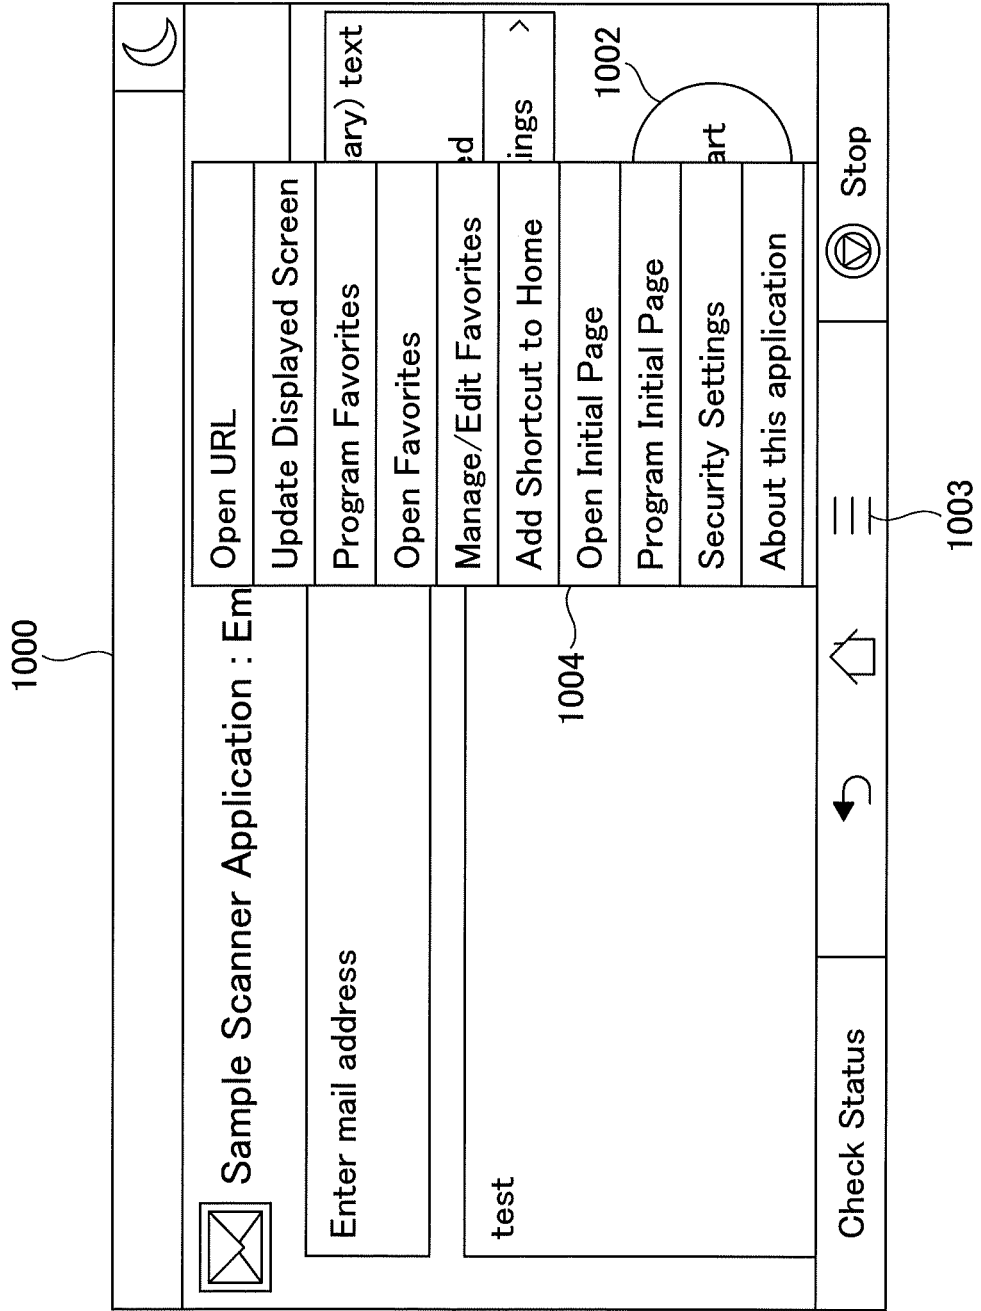 1000
Sample Scanner Application : Em
Open URL
Update Displayed Screen
Program Favorites
Open Favorites
Manage/Edit Favorites
Add Shortcut to Home
Open Initial Page
Program Initial Page
Security Settings
About this application
Enter mail address
test
ary) text
ed
ings >
art
1002
1004
Check Status
Stop
1003